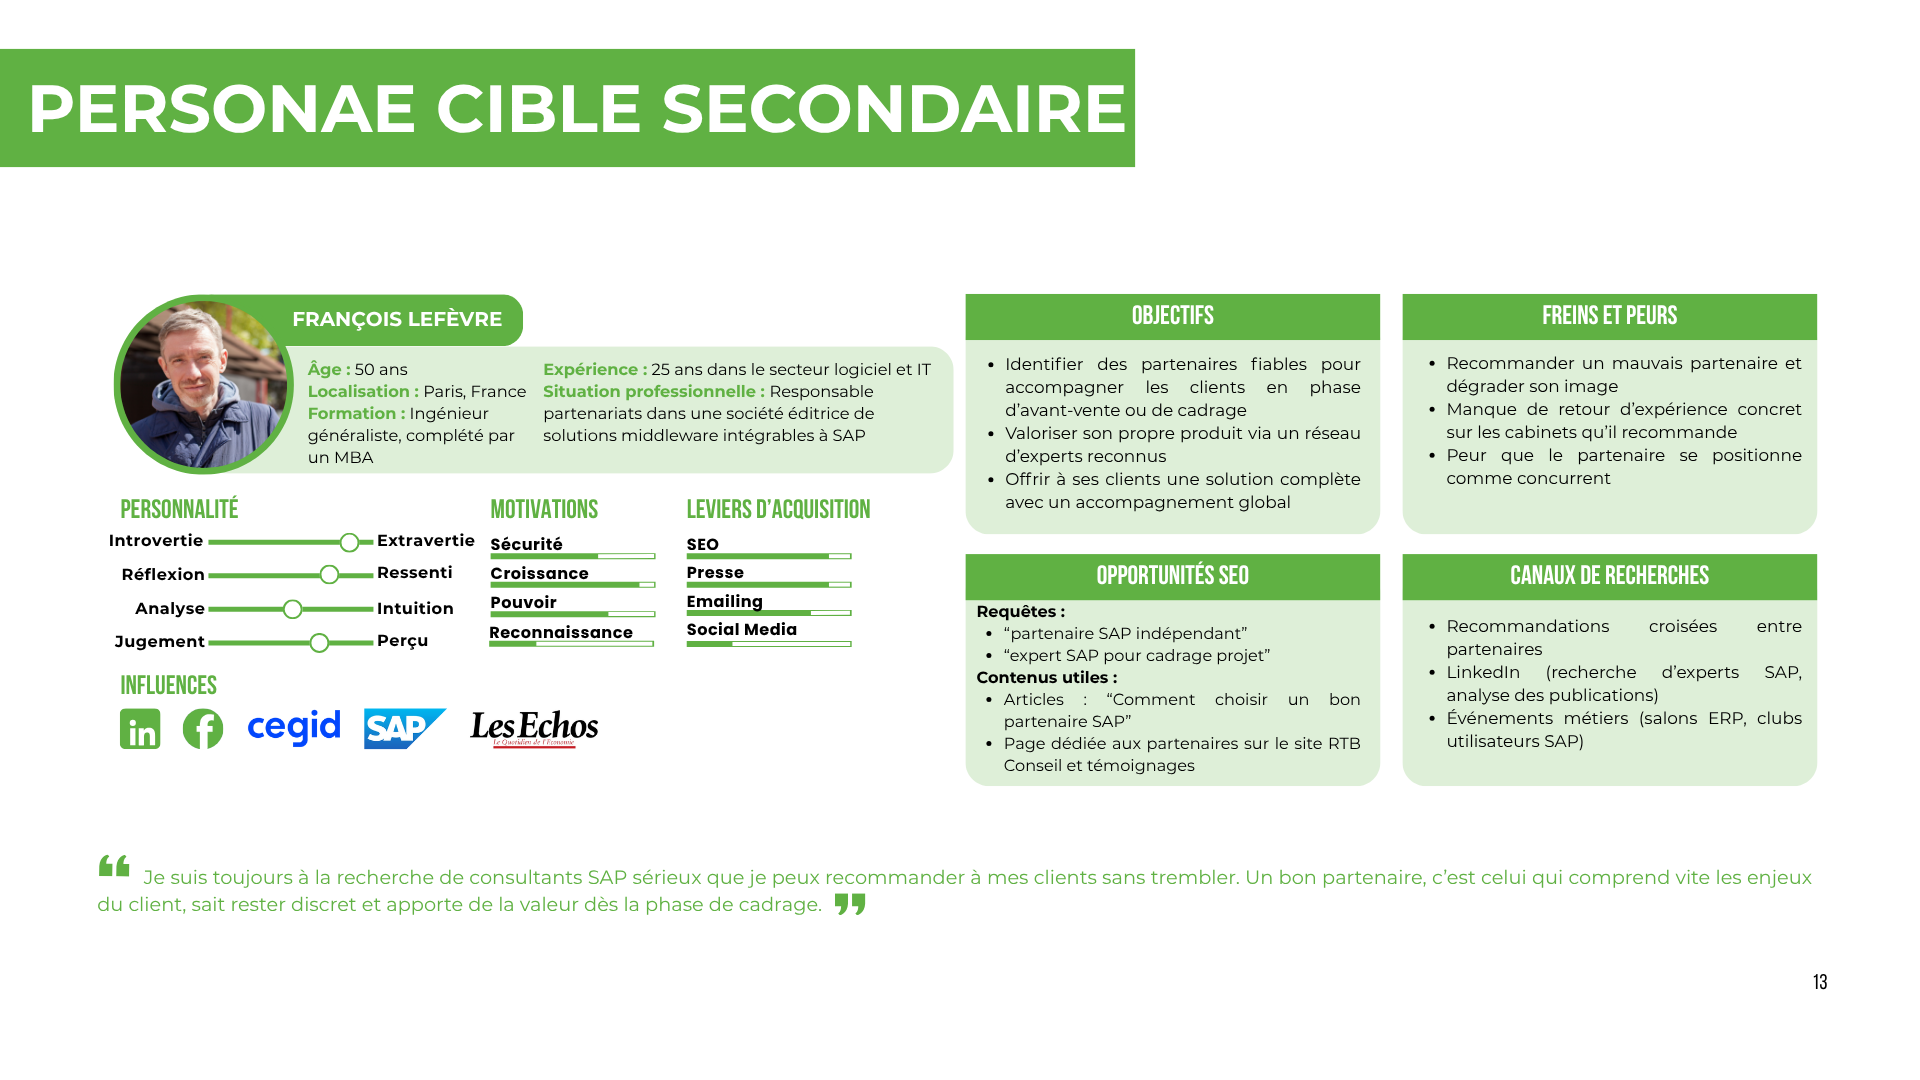 PERSONAE CIBLE SECONDAIRE
FRANÇOIS LEFÈVRE
Âge : 50 ans
Localisation : Paris, France
Formation : Ingénieur
généraliste, complété par
un MBA
Expérience : 25 ans dans le secteur logiciel et IT
Situation professionnelle : Responsable
partenariats dans une société éditrice de
solutions middleware intégrables à SAP
PERSONNALITÉ
Introvertie Extravertie
Réflexion Ressenti
Analyse Intuition
Jugement Perçu
MOTIVATIONS
Sécurité
Croissance
Pouvoir
Reconnaissance
LEVIERS D’ACQUISITION
SEO
Presse
Emailing
Social Media
INFLUENCES
in f cegid SAP Les Echos
Le Quotidien de l’Économie
OBJECTIFS
• Identifier des partenaires fiables pour
accompagner les clients en phase
d’avant-vente ou de cadrage
• Valoriser son propre produit via un réseau
d’experts reconnus
• Offrir à ses clients une solution complète
avec un accompagnement global
FREINS ET PEURS
• Recommander un mauvais partenaire et
dégrader son image
• Manque de retour d’expérience concret
sur les cabinets qu’il recommande
• Peur que le partenaire se positionne
comme concurrent
OPPORTUNITÉS SEO
Requêtes :
• “partenaire SAP indépendant”
• “expert SAP pour cadrage projet”
Contenus utiles :
• Articles : “Comment choisir un bon
partenaire SAP”
• Page dédiée aux partenaires sur le site RTB
Conseil et témoignages
CANAUX DE RECHERCHES
• Recommandations croisées entre
partenaires
• LinkedIn (recherche d’experts SAP,
analyse des publications)
• Événements métiers (salons ERP, clubs
utilisateurs SAP)
“ Je suis toujours à la recherche de consultants SAP sérieux que je peux recommander à mes clients sans trembler. Un bon partenaire, c’est celui qui comprend vite les enjeux
du client, sait rester discret et apporte de la valeur dès la phase de cadrage. ”
13